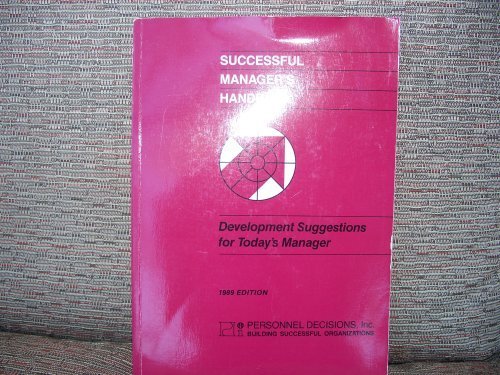 SUCCESSFUL
MANAGER'S
Development Suggestions
for Today's Manager
1989 EDITION
PERSONNEL DECISIONS, Inc.
BUILDING SUCCESSFUL ORGANIZATIONS